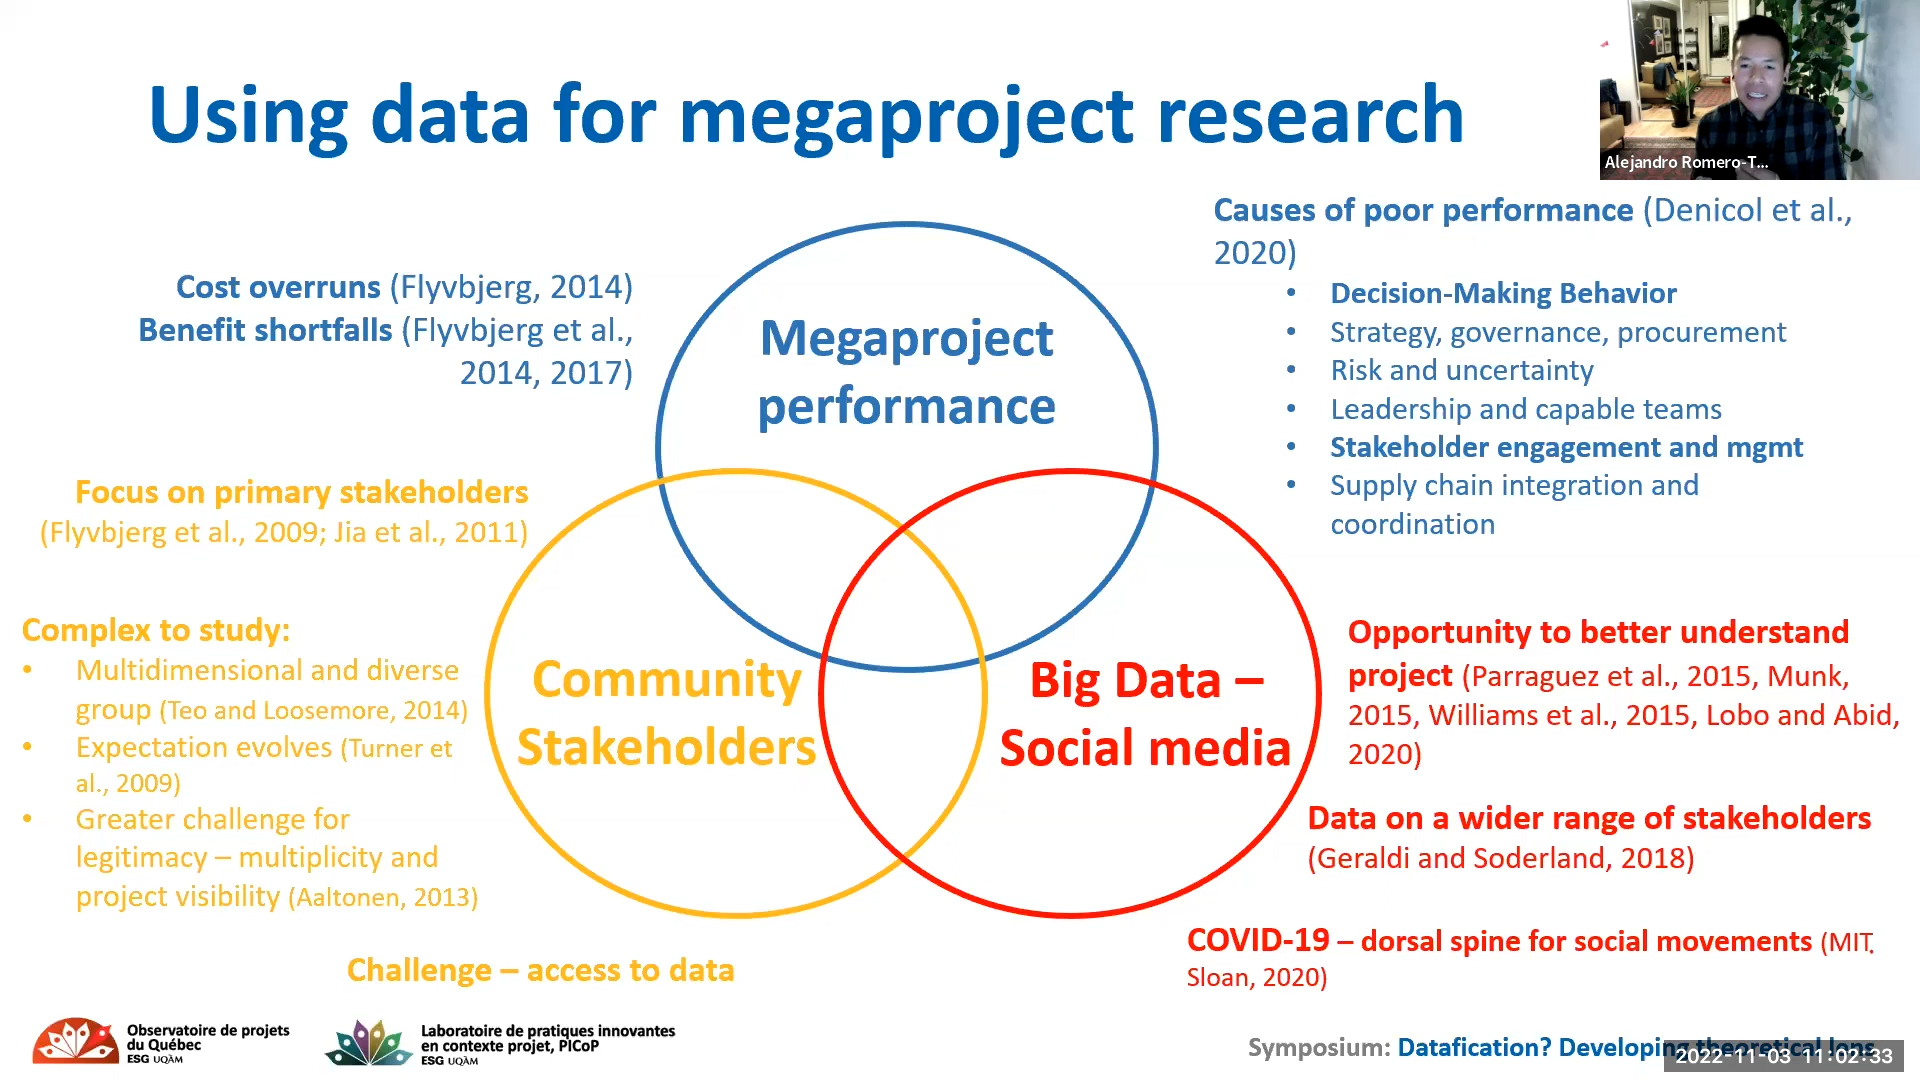 Using data for megaproject research
Alejandro Romero-T...
Causes of poor performance (Denicol et al.,
2020)
• Decision-Making Behavior
• Strategy, governance, procurement
• Risk and uncertainty
• Leadership and capable teams
• Stakeholder engagement and mgmt
• Supply chain integration and
coordination
Cost overruns (Flyvbjerg, 2014)
Benefit shortfalls (Flyvbjerg et al.,
2014, 2017)
Megaproject
performance
Focus on primary stakeholders
(Flyvbjerg et al., 2009; Jia et al., 2011)
Complex to study:
• Multidimensional and diverse
group (Teo and Loosemore, 2014)
• Expectation evolves (Turner et
al., 2009)
• Greater challenge for
legitimacy – multiplicity and
project visibility (Aaltonen, 2013)
Challenge – access to data
Community
Stakeholders
Big Data –
Social media
Opportunity to better understand
project (Parraguez et al., 2015, Munk,
2015, Williams et al., 2015, Lobo and Abid,
2020)
Data on a wider range of stakeholders
(Geraldi and Soderland, 2018)
COVID-19 – dorsal spine for social movements (MIT,
Sloan, 2020)
Observatoire de projets
du Québec
ESG UQÀM
Laboratoire de pratiques innovantes
en contexte projet, PICoP
ESG UQÀM
Symposium: Datafication? Developing theoretical lens
2022-11-03 11:02:33